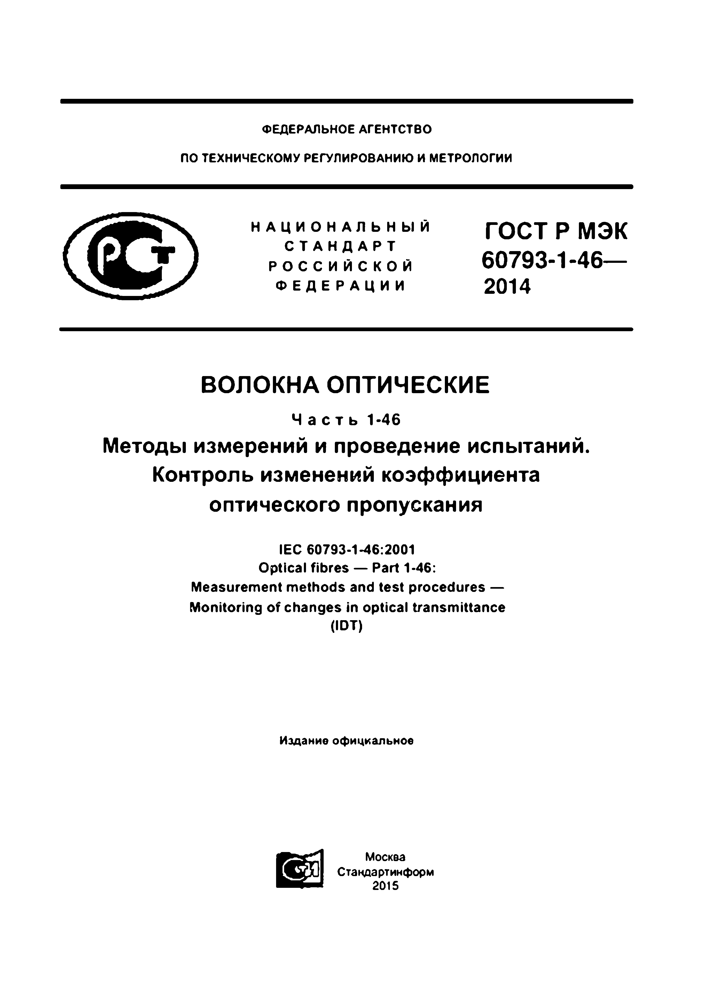 ФЕДЕРАЛЬНОЕ АГЕНТСТВО
ПО ТЕХНИЧЕСКОМУ РЕГУЛИРОВАНИЮ И МЕТРОЛОГИИ
РСТ
НАЦИОНАЛЬНЫЙ
СТАНДАРТ
РОССИЙСКОЙ
ФЕДЕРАЦИИ
ГОСТ Р МЭК
60793-1-46—
2014
ВОЛОКНА ОПТИЧЕСКИЕ
Часть 1-46
Методы измерений и проведение испытаний.
Контроль изменений коэффициента
оптического пропускания
IEC 60793-1-46:2001
Optical fibres — Part 1-46:
Measurement methods and test procedures —
Monitoring of changes in optical transmittance
(IDT)
Издание официальное
СТИ
Москва
Стандартинформ
2015